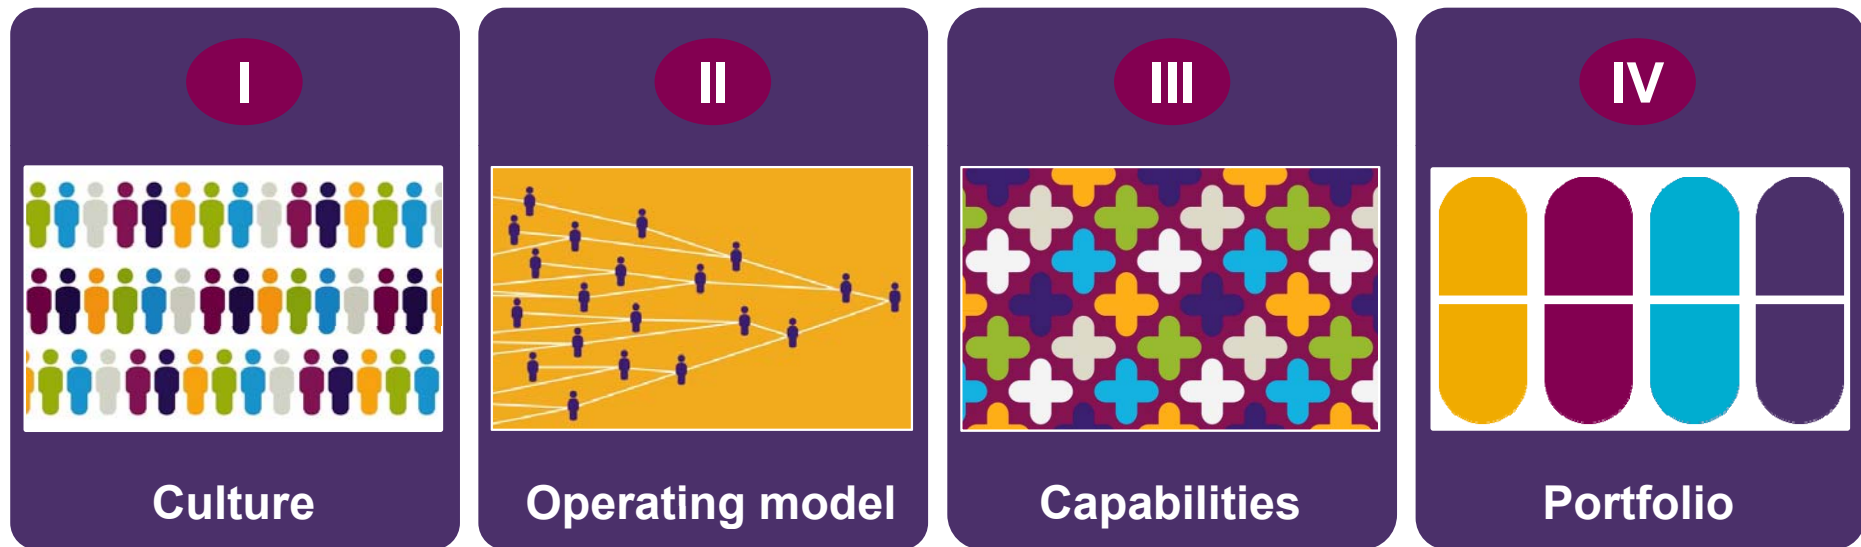 I
II
III
IV
Culture
Operating model
Capabilities
Portfolio